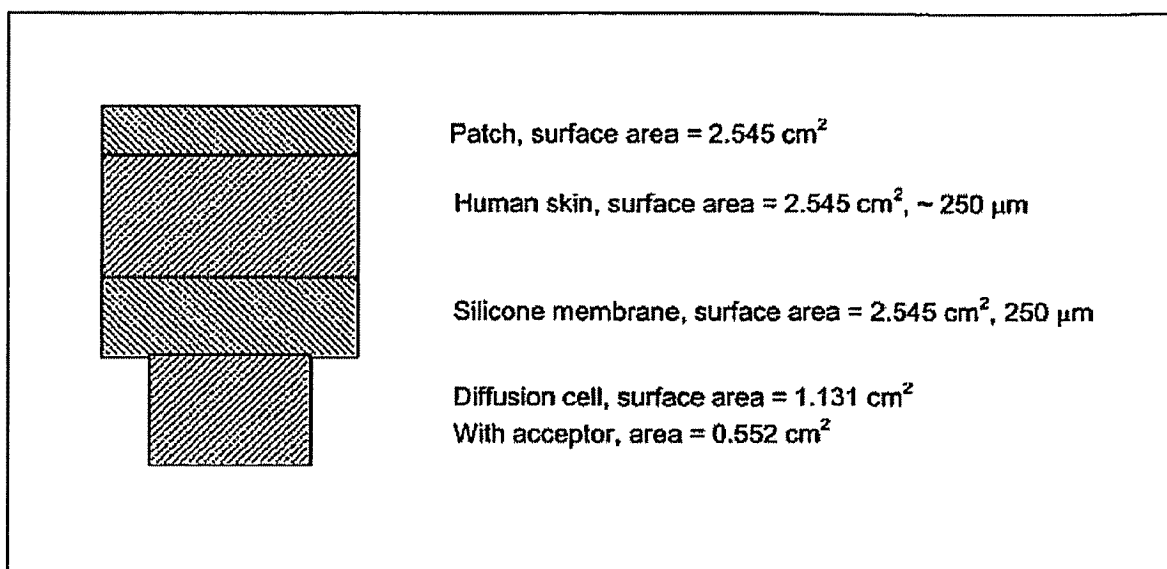 Patch, surface area = 2.545 cm²
Human skin, surface area = 2.545 cm², ~ 250 μm
Silicone membrane, surface area = 2.545 cm², 250 μm
Diffusion cell, surface area = 1.131 cm²
With acceptor, area = 0.552 cm²